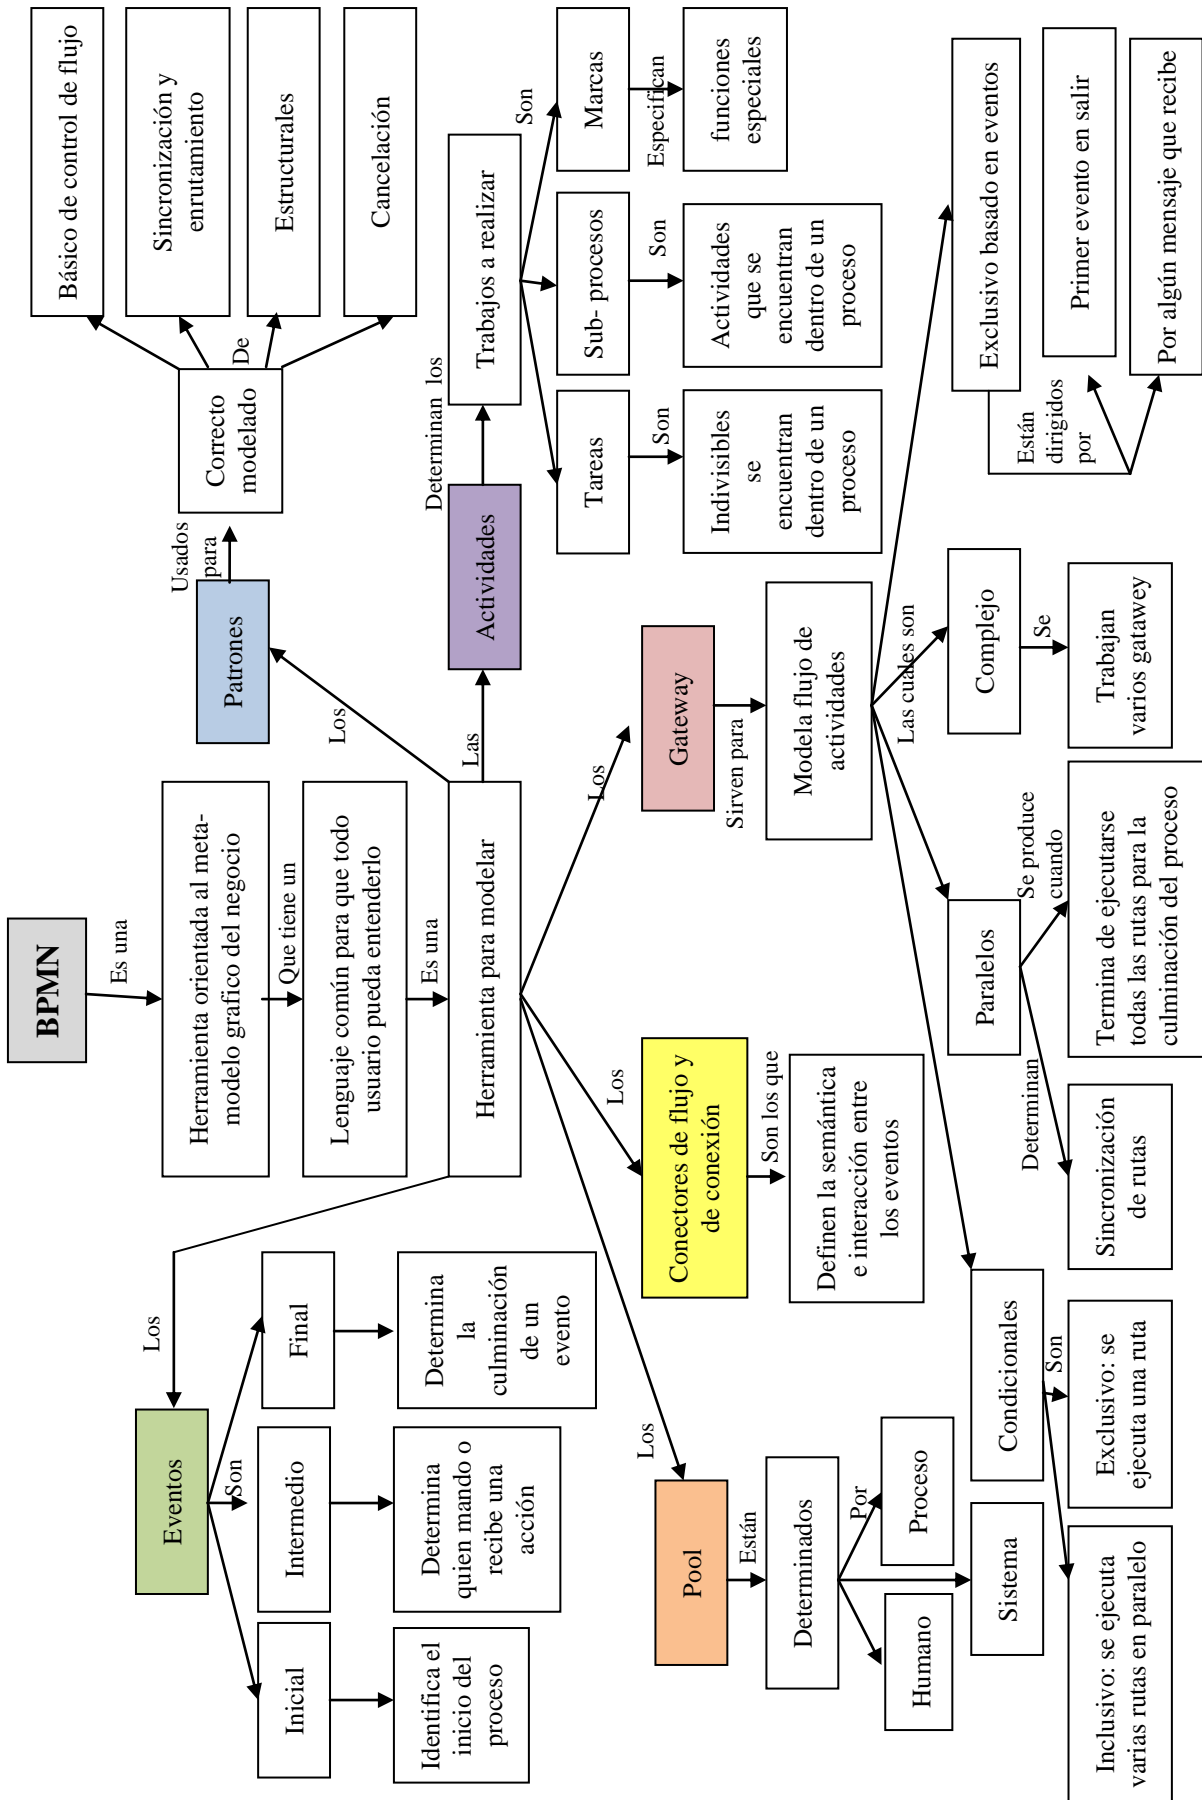 BPMN
Es una
Herramienta orientada al meta-
modelo grafico del negocio
Que tiene un
Lenguaje común para que todo
usuario pueda entenderlo
Es una
Herramienta para modelar
Los
Eventos
Son
Inicial
Identifica el
inicio del
proceso
Intermedio
Determina
quien mando o
recibe una
acción
Final
Determina
la
culminación
de un
evento
Los
Patrones
Usados
para
Correcto
modelado
De
Básico de control de flujo
Sincronización y
enrutamiento
Estructurales
Cancelación
Las
Actividades
Determinan los
Trabajos a realizar
Son
Tareas
Son
Indivisibles
se
encuentran
dentro de un
proceso
Sub- procesos
Son
Actividades
que se
encuentran
dentro de un
proceso
Marcas
Especifican
funciones
especiales
Los
Pool
Están
Determinados
Por
Humano
Sistema
Proceso
Los
Conectores de flujo y
de conexión
Son los que
Definen la semántica
e interacción entre
los eventos
Los
Gateway
Sirven para
Modela flujo de
actividades
Las cuales son
Condicionales
Son
Inclusivo: se ejecuta
varias rutas en paralelo
Exclusivo: se
ejecuta una ruta
Paralelos
Determinan
Sincronización
de rutas
Se produce
cuando
Termina de ejecutarse
todas las rutas para la
culminación del proceso
Complejo
Se
Trabajan
varios gatawey
Exclusivo basado en eventos
Están
dirigidos
por
Primer evento en salir
Por algún mensaje que recibe